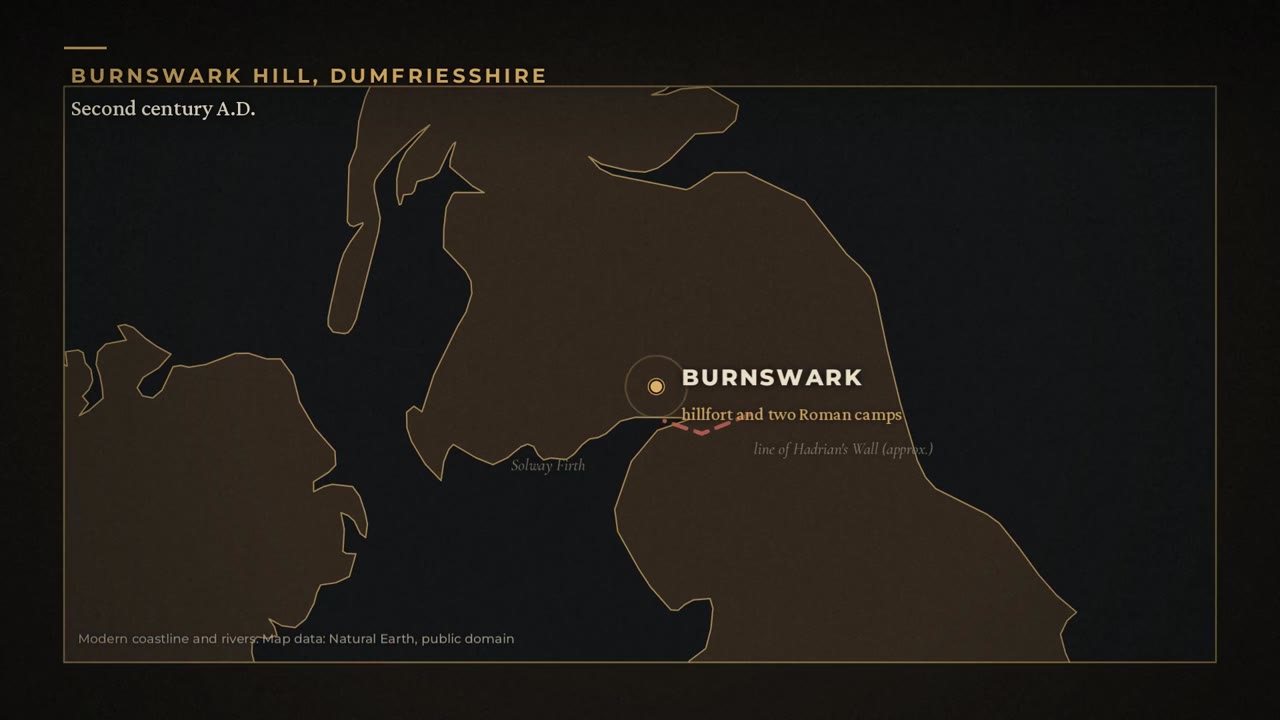 BURNSWARK HILL, DUMFRIESSHIRE
Second century A.D.
BURNSWARK
hillfort and two Roman camps
line of Hadrian's Wall (approx.)
Solway Firth
Modern coastline and rivers. Map data: Natural Earth, public domain